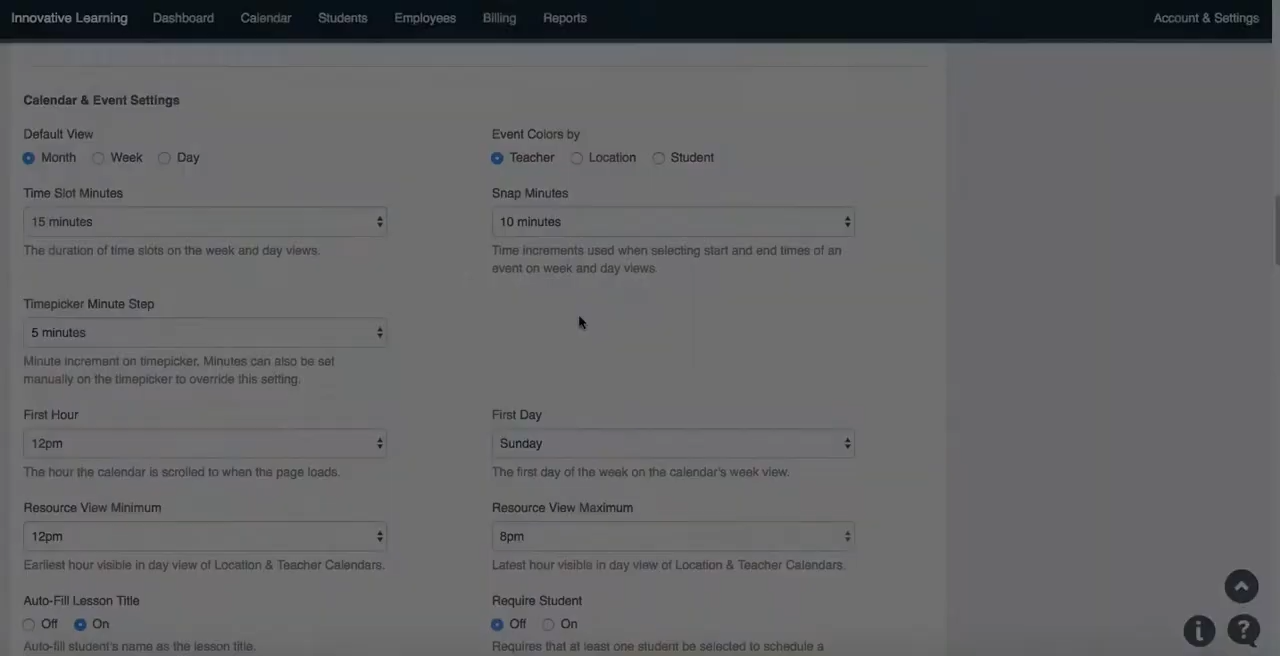 Innovative Learning Dashboard Calendar Students Employees Billing Reports Account & Settings
Calendar & Event Settings
Default View
Month Week Day
Event Colors by
Teacher Location Student
Time Slot Minutes
15 minutes
The duration of time slots on the week and day views.
Snap Minutes
10 minutes
Time increments used when selecting start and end times of an
event on week and day views
Timepicker Minute Step
5 minutes
Minute increment on timepicker. Minutes can also be set
manually on the timepicker to override this setting.
First Hour
12pm
The hour the calendar is scrolled to when the page loads.
First Day
Sunday
The first day of the week on the calendar's week view.
Resource View Minimum
12pm
Earliest hour visible in day view of Location & Teacher Calendars.
Resource View Maximum
8pm
Latest hour visible in day view of Location & Teacher Calendars.
Auto-Fill Lesson Title
Off On
Auto-fill student's name as the lesson title.
Require Student
Off On
Requires that at least one student be selected to schedule a